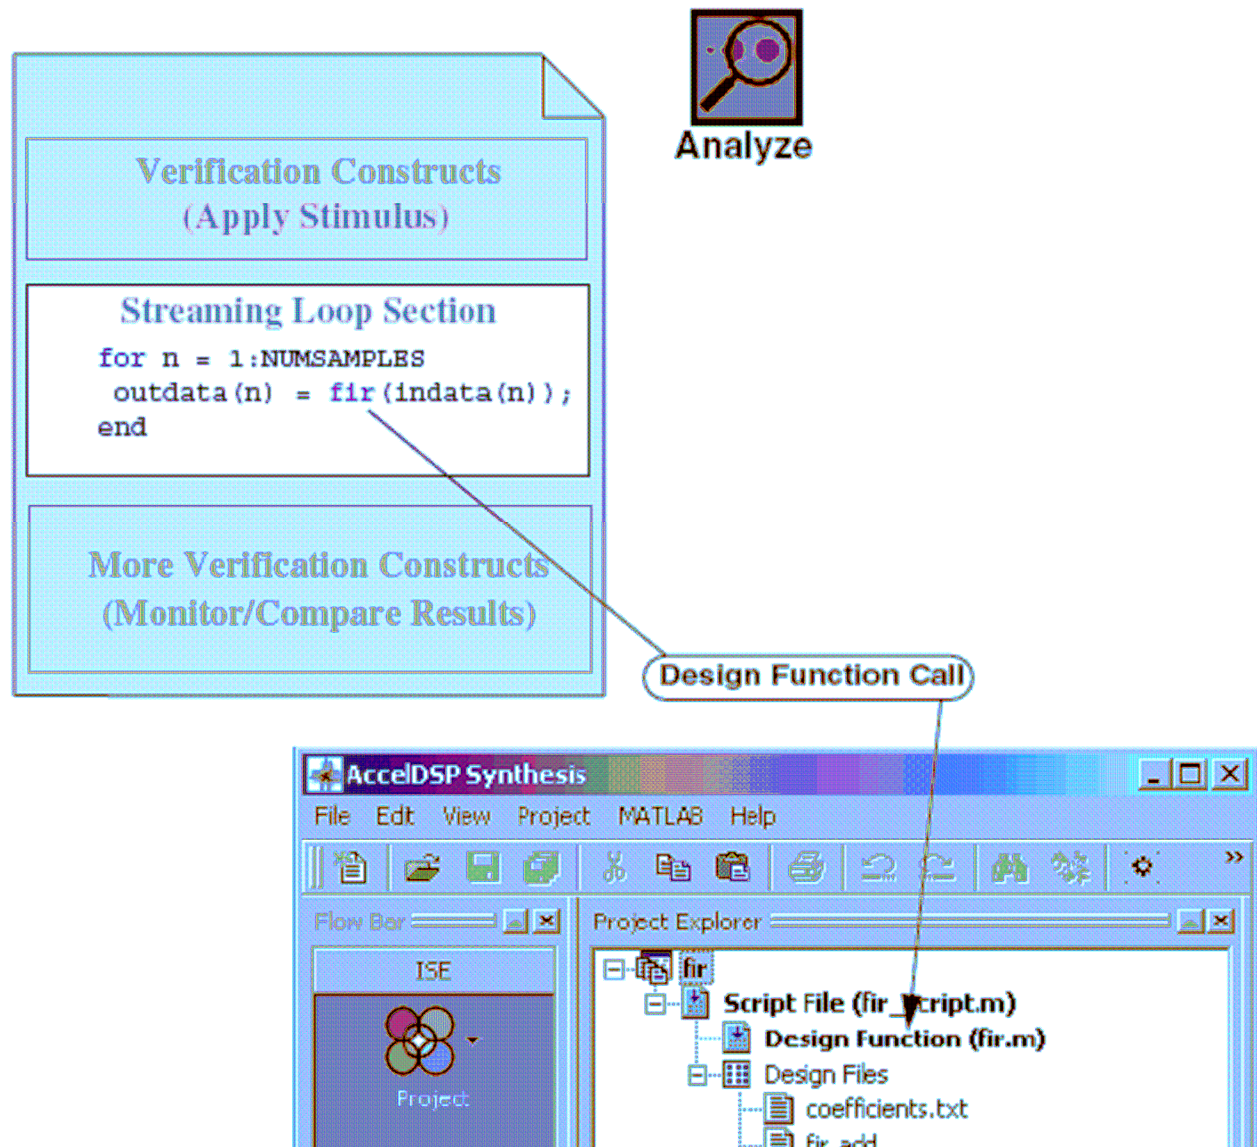 Analyze
Verification Constructs
(Apply Stimulus)
Streaming Loop Section
for n = 1:NUMSAMPLES
outdata(n) = fir(indata(n));
end
More Verification Constructs
(Monitor/Compare Results)
Design Function Call
AccelDSP Synthesis
File Edit View Project MATLAB Help
Flow Bar
Project Explorer
ISE
fir
Script File (fir_script.m)
Design Function (fir.m)
Design Files
Project
coefficients.txt
fir_add